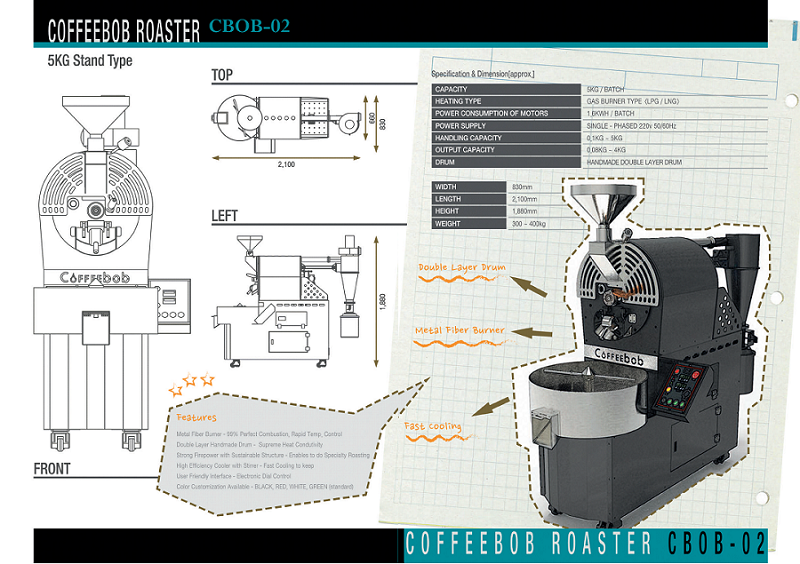 COFFEEBOB ROASTER CBOB-02
5KG Stand Type
TOP
660
830
2,100
LEFT
1,880
Coffeebob
FRONT
Features
Metal Fiber Burner - 99% Perfect Combustion, Rapid Temp, Control
Double Layer Handmade Drum - Supreme Heat Condutivity
Strong Firepower with Sustainable Structure - Enables to do Specialty Roasting
High Efficiency Cooler with Stirrer - Fast Cooling to keep
User Friendly Interface - Electronic Dial Control
Color Customization Available - BLACK, RED, WHITE, GREEN (standard)
Specification & Dimension[approx.]
CAPACITY 5KG / BATCH
HEATING TYPE GAS BURNER TYPE (LPG / LNG)
POWER CONSUMPTION OF MOTORS 1,0KWH / BATCH
POWER SUPPLY SINGLE - PHASED 220v 50/60Hz
HANDLING CAPACITY 0,1KG ~ 5KG
OUTPUT CAPACITY 0,08KG ~ 4KG
DRUM HANDMADE DOUBLE LAYER DRUM
WIDTH 830mm
LENGTH 2,100mm
HEIGHT 1,880mm
WEIGHT 300 ~ 400kg
Double Layer Drum
Metal Fiber Burner
Fast Cooling
Coffeebob
COFFEEBOB ROASTER CBOB-02